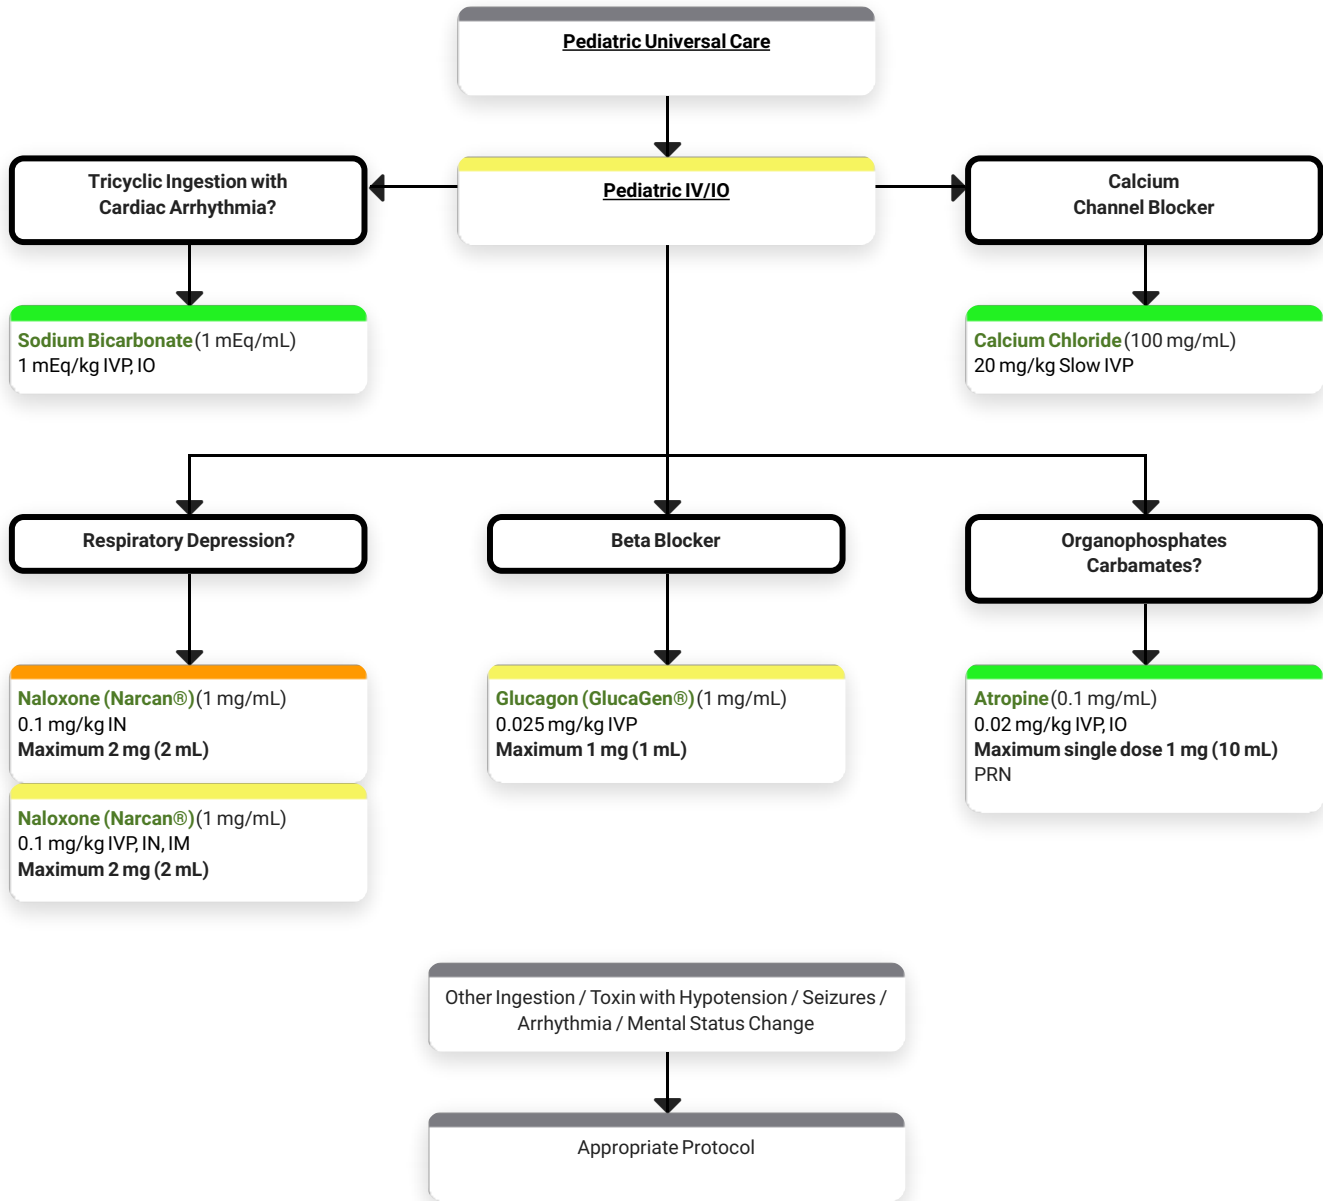 Pediatric Universal Care
Tricyclic Ingestion with
Cardiac Arrhythmia?
Pediatric IV/IO
Calcium
Channel Blocker
Sodium Bicarbonate (1 mEq/mL)
1 mEq/kg IVP, IO
Calcium Chloride (100 mg/mL)
20 mg/kg Slow IVP
Respiratory Depression?
Beta Blocker
Organophosphates
Carbamates?
Naloxone (Narcan®) (1 mg/mL)
0.1 mg/kg IN
Maximum 2 mg (2 mL)
Naloxone (Narcan®) (1 mg/mL)
0.1 mg/kg IVP, IN, IM
Maximum 2 mg (2 mL)
Glucagon (GlucaGen®) (1 mg/mL)
0.025 mg/kg IVP
Maximum 1 mg (1 mL)
Atropine (0.1 mg/mL)
0.02 mg/kg IVP, IO
Maximum single dose 1 mg (10 mL)
PRN
Other Ingestion / Toxin with Hypotension / Seizures /
Arrhythmia / Mental Status Change
Appropriate Protocol